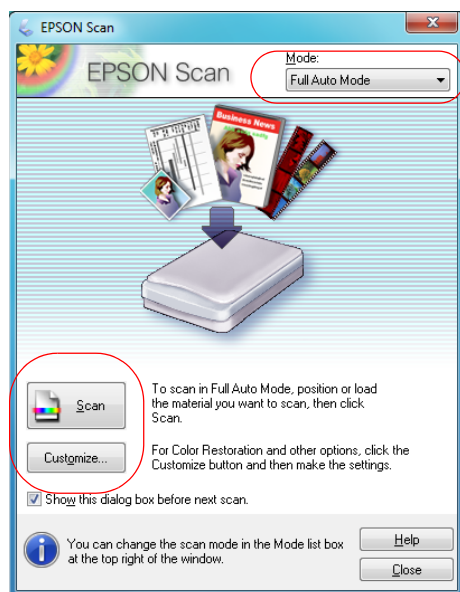 EPSON Scan
EPSON Scan
Mode:
Full Auto Mode
Business News
Scan
To scan in Full Auto Mode, position or load
the material you want to scan, then click
Scan.
Customize...
For Color Restoration and other options, click the
Customize button and then make the settings.
Show this dialog box before next scan.
You can change the scan mode in the Mode list box
at the top right of the window.
Help
Close